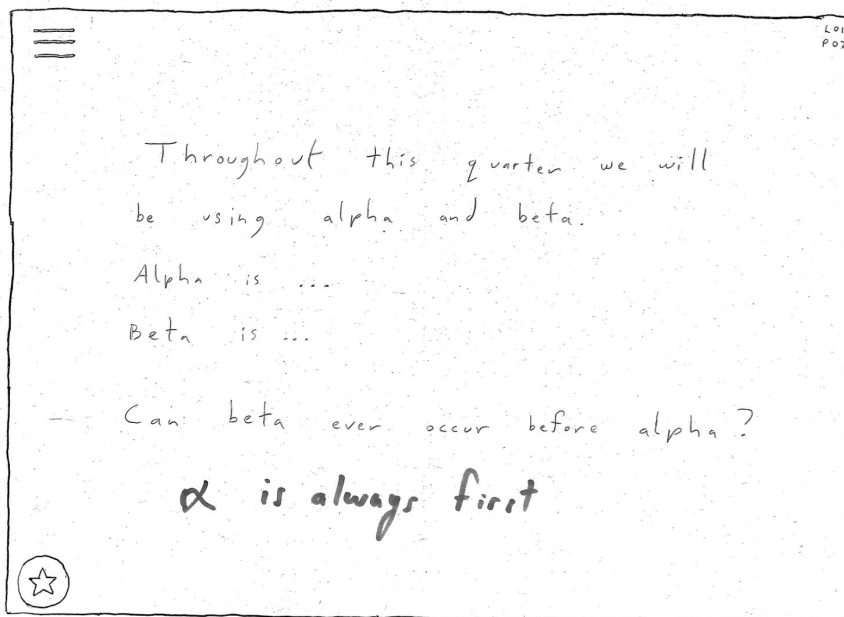 Throughout this quarter we will
be using alpha and beta.
Alpha is ...
Beta is ...
Can beta ever occur before alpha?
α is always first